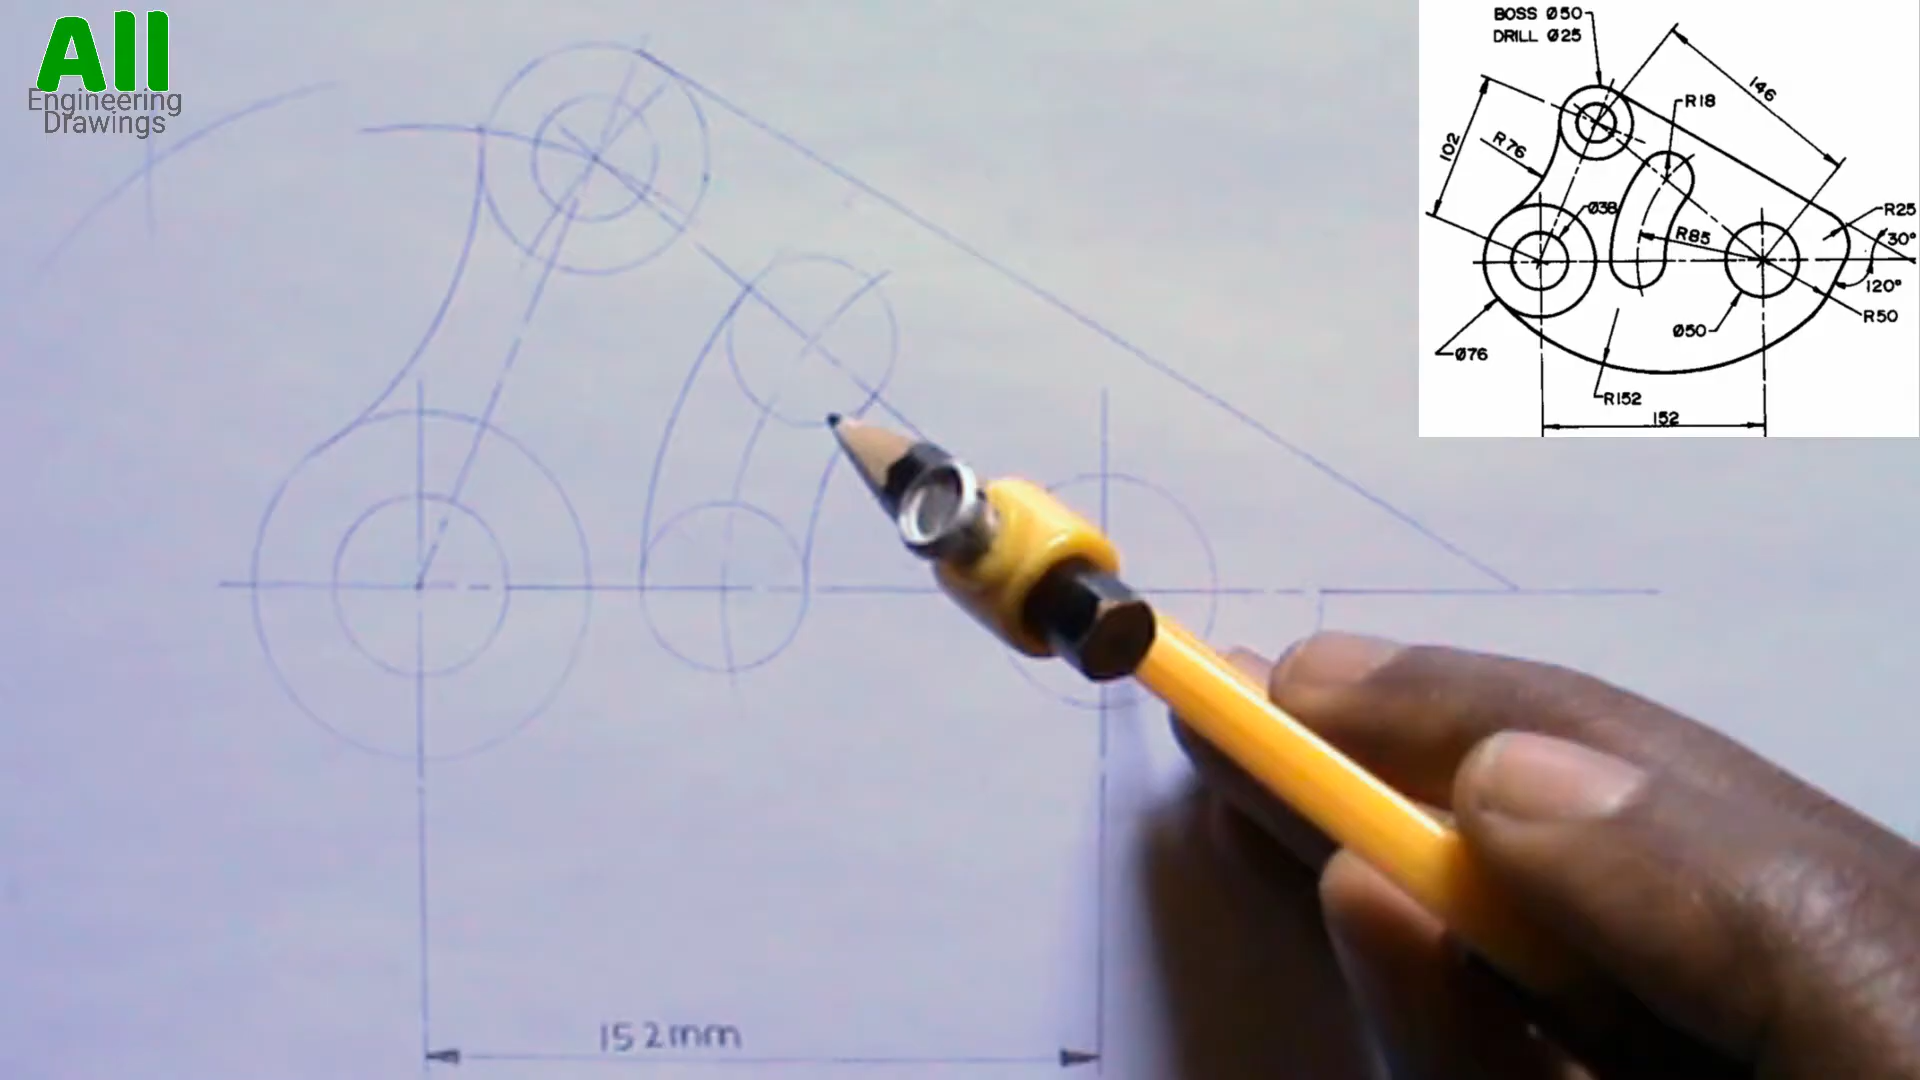 All
Engineering
Drawings
BOSS Ø50
DRILL Ø25
146
R18
102
R76
Ø38
R85
R25
30°
120°
R50
Ø50
Ø76
R152
152
152mm